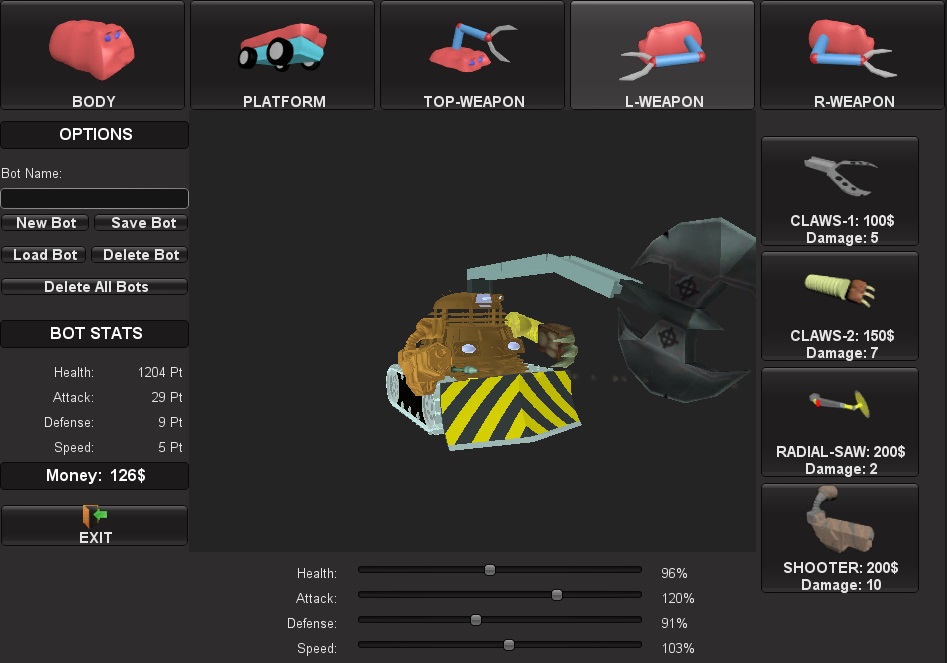 BODY
PLATFORM
TOP-WEAPON
L-WEAPON
R-WEAPON
OPTIONS
Bot Name:
New Bot
Save Bot
Load Bot
Delete Bot
Delete All Bots
BOT STATS
Health: 1204 Pt
Attack: 29 Pt
Defense: 9 Pt
Speed: 5 Pt
Money: 126$
EXIT
CLAWS-1: 100$
Damage: 5
CLAWS-2: 150$
Damage: 7
RADIAL-SAW: 200$
Damage: 2
SHOOTER: 200$
Damage: 10
Health: 96%
Attack: 120%
Defense: 91%
Speed: 103%